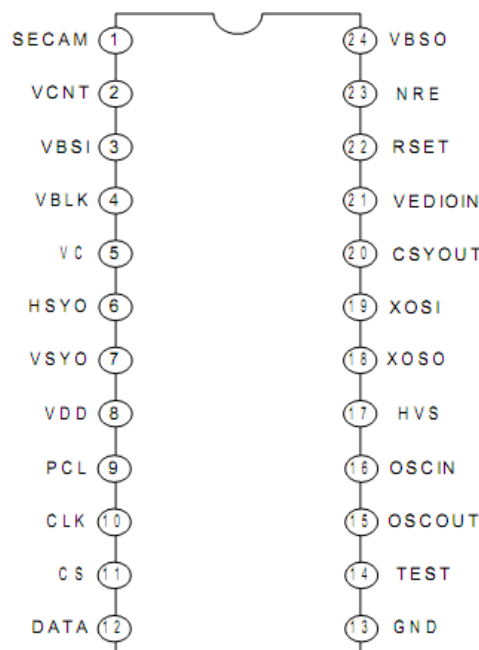 SECAM 1 24 VBSO
VCNT 2 23 NRE
VBSI 3 22 RSET
VBLK 4 21 VEDIOIN
VC 5 20 CSYOUT
HSYO 6 19 XOSI
VSYO 7 18 XOSO
VDD 8 17 HVS
PCL 9 16 OSCIN
CLK 10 15 OSCOUT
CS 11 14 TEST
DATA 12 13 GND